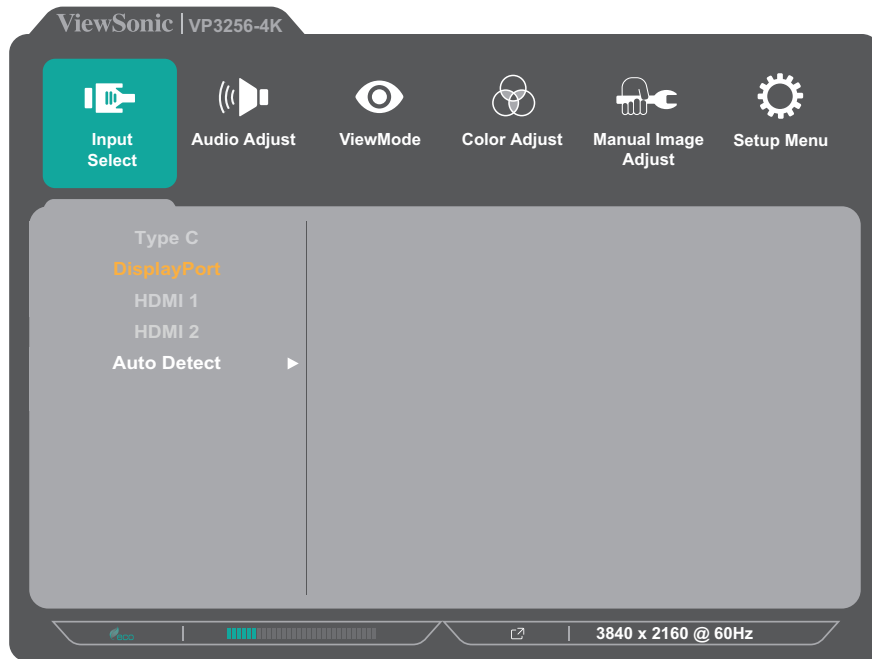 ViewSonic | VP3256-4K
Input Select
Audio Adjust
ViewMode
Color Adjust
Manual Image Adjust
Setup Menu
Type C
DisplayPort
HDMI 1
HDMI 2
Auto Detect
eco
3840 x 2160 @ 60Hz